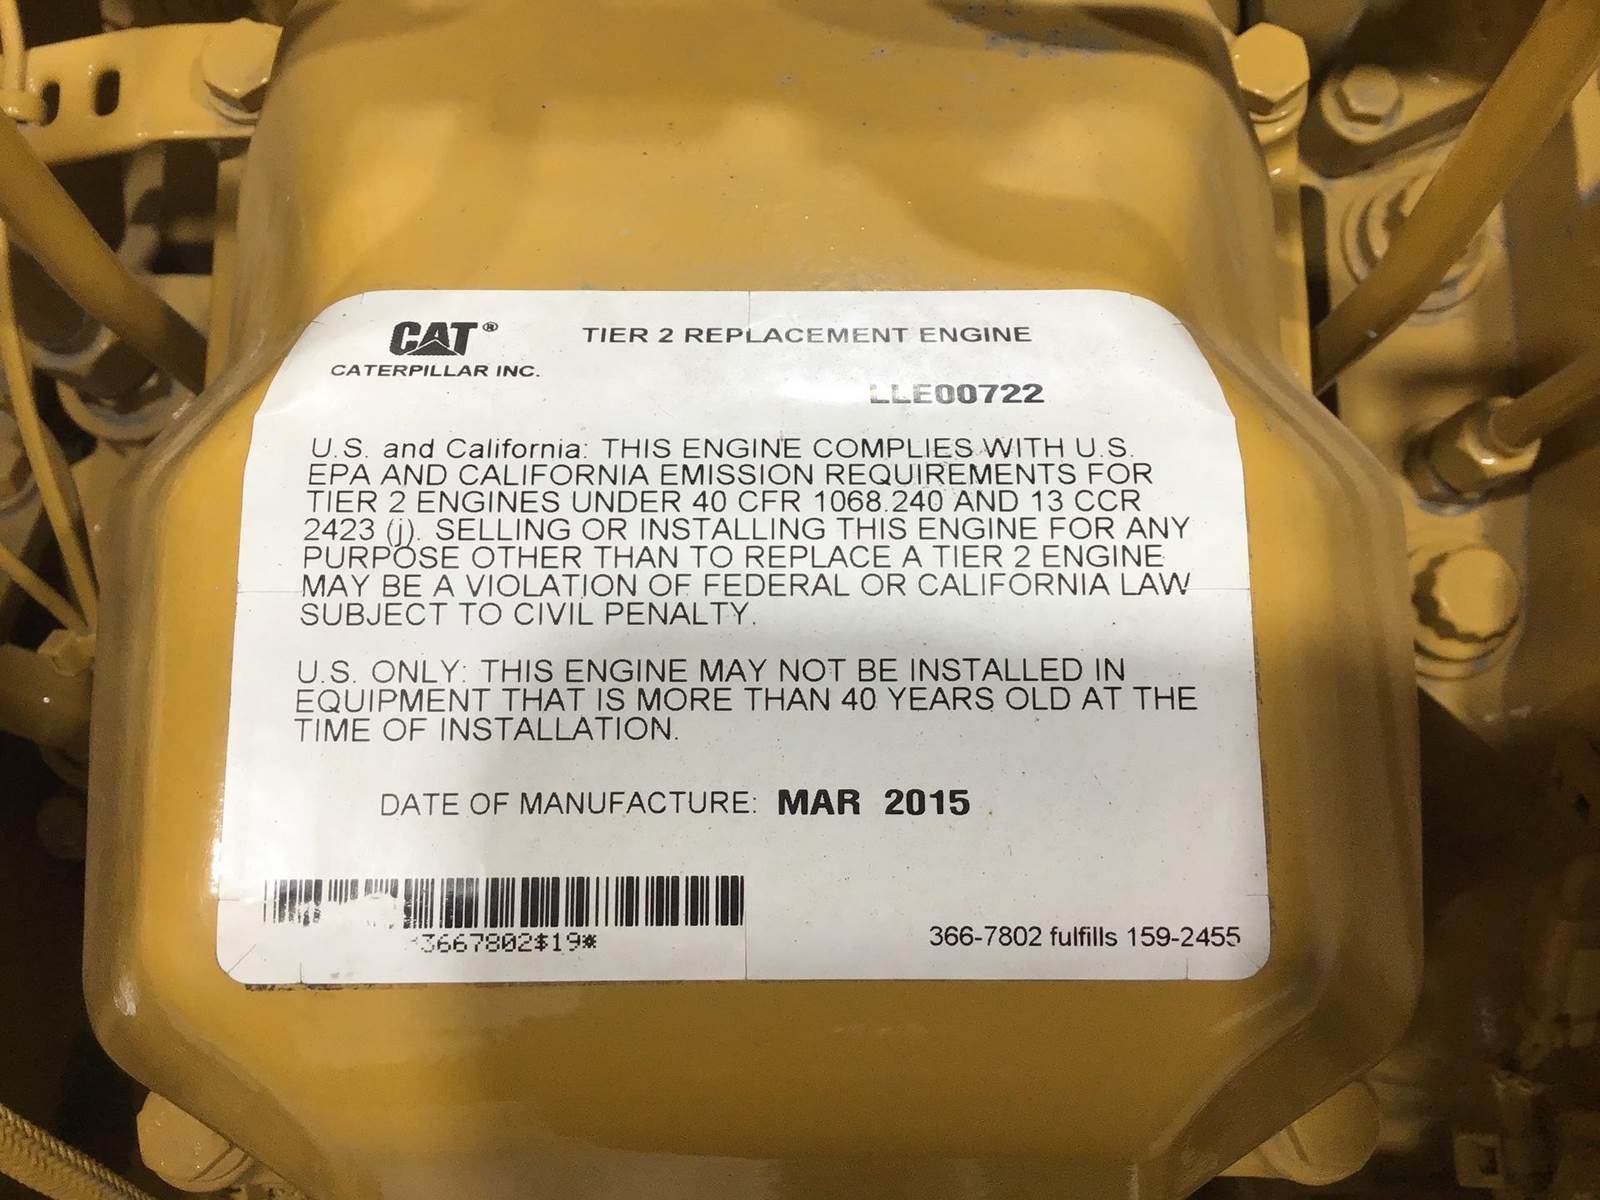 CAT®
CATERPILLAR INC.
TIER 2 REPLACEMENT ENGINE
LLE00722
U.S. and California: THIS ENGINE COMPLIES WITH U.S.
EPA AND CALIFORNIA EMISSION REQUIREMENTS FOR
TIER 2 ENGINES UNDER 40 CFR 1068.240 AND 13 CCR
2423 (j). SELLING OR INSTALLING THIS ENGINE FOR ANY
PURPOSE OTHER THAN TO REPLACE A TIER 2 ENGINE
MAY BE A VIOLATION OF FEDERAL OR CALIFORNIA LAW
SUBJECT TO CIVIL PENALTY.
U.S. ONLY: THIS ENGINE MAY NOT BE INSTALLED IN
EQUIPMENT THAT IS MORE THAN 40 YEARS OLD AT THE
TIME OF INSTALLATION.
DATE OF MANUFACTURE: MAR 2015
*3667802$19*
366-7802 fulfills 159-2455